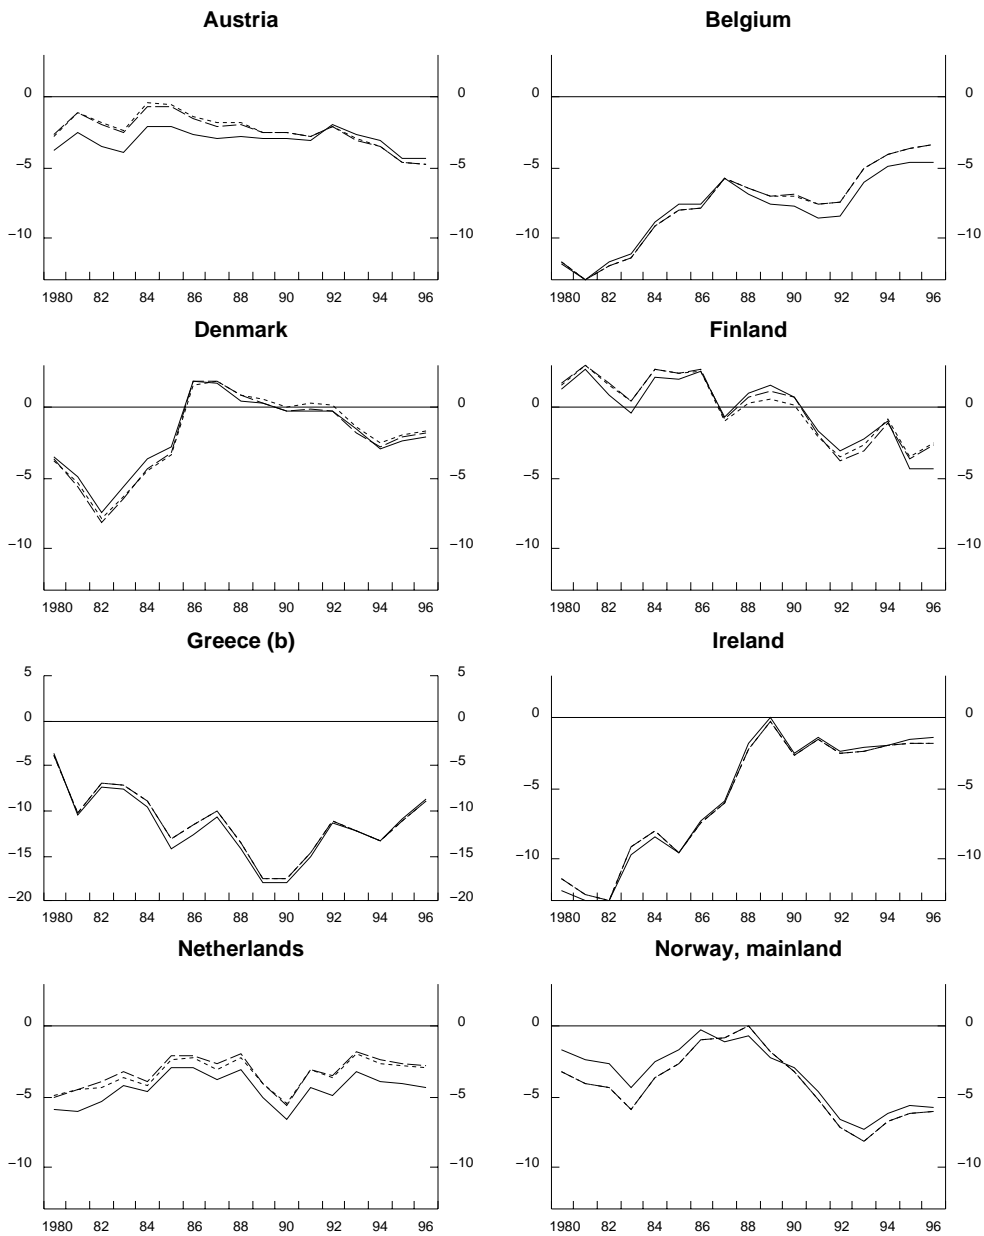 Austria Belgium
0 0 0 0
−5 −5 −5 −5
−10 −10 −10 −10
1980 82 84 86 88 90 92 94 96 1980 82 84 86 88 90 92 94 96
Denmark Finland
0 0 0 0
−5 −5 −5 −5
−10 −10 −10 −10
1980 82 84 86 88 90 92 94 96 1980 82 84 86 88 90 92 94 96
Greece (b) Ireland
5 5
0 0 0 0
−5 −5 −5 −5
−10 −10 −10 −10
−15 −15
−20 −20
1980 82 84 86 88 90 92 94 96 1980 82 84 86 88 90 92 94 96
Netherlands Norway, mainland
0 0 0 0
−5 −5 −5 −5
−10 −10 −10 −10
1980 82 84 86 88 90 92 94 96 1980 82 84 86 88 90 92 94 96